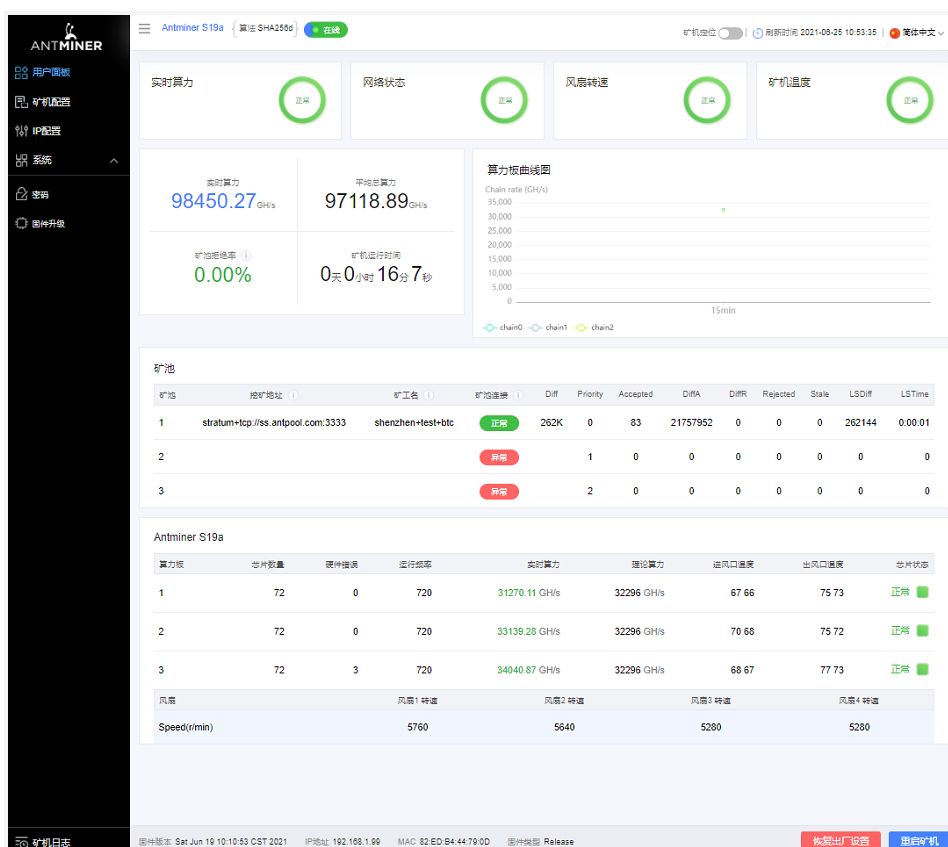 ANTMINER
Antminer S19a 算法 SHA256d 在线
矿机定位 刷新时间 2021-08-25 10:53:35 简体中文
用户面板
矿机配置
IP配置
系统
密码
固件升级
矿机日志
实时算力 正常
网络状态 正常
风扇转速 正常
矿机温度 正常
实时算力
98450.27GH/s
平均总算力
97118.89GH/s
矿池拒绝率
0.00%
矿机运行时间
0天0小时16分7秒
算力板曲线图
Chain rate (GH/s)
35,000
30,000
25,000
20,000
15,000
10,000
5,000
0
15min
chain0 chain1 chain2
矿池
矿池 挖矿地址 矿工名 矿池连接 Diff Priority Accepted DiffA DiffR Rejected Stale LSDiff LSTime
1 stratum+tcp://ss.antpool.com:3333 shenzhen+test+btc 正常 262K 0 83 21757952 0 0 0 262144 0:00:01
2 异常 1 0 0 0 0 0 0 0
3 异常 2 0 0 0 0 0 0 0
Antminer S19a
算力板 芯片数量 硬件错误 运行频率 实时算力 理论算力 进风口温度 出风口温度 芯片状态
1 72 0 720 31270.11 GH/s 32296 GH/s 67 66 75 73 正常
2 72 0 720 33139.28 GH/s 32296 GH/s 70 68 75 72 正常
3 72 3 720 34040.87 GH/s 32296 GH/s 68 67 77 73 正常
风扇 风扇1 转速 风扇2 转速 风扇3 转速 风扇4 转速
Speed(r/min) 5760 5640 5280 5280
固件版本 Sat Jun 19 10:10:53 CST 2021 IP地址 192.168.1.99 MAC 82:ED:B4:44:79:0D 固件类型 Release 恢复出厂设置 重启矿机